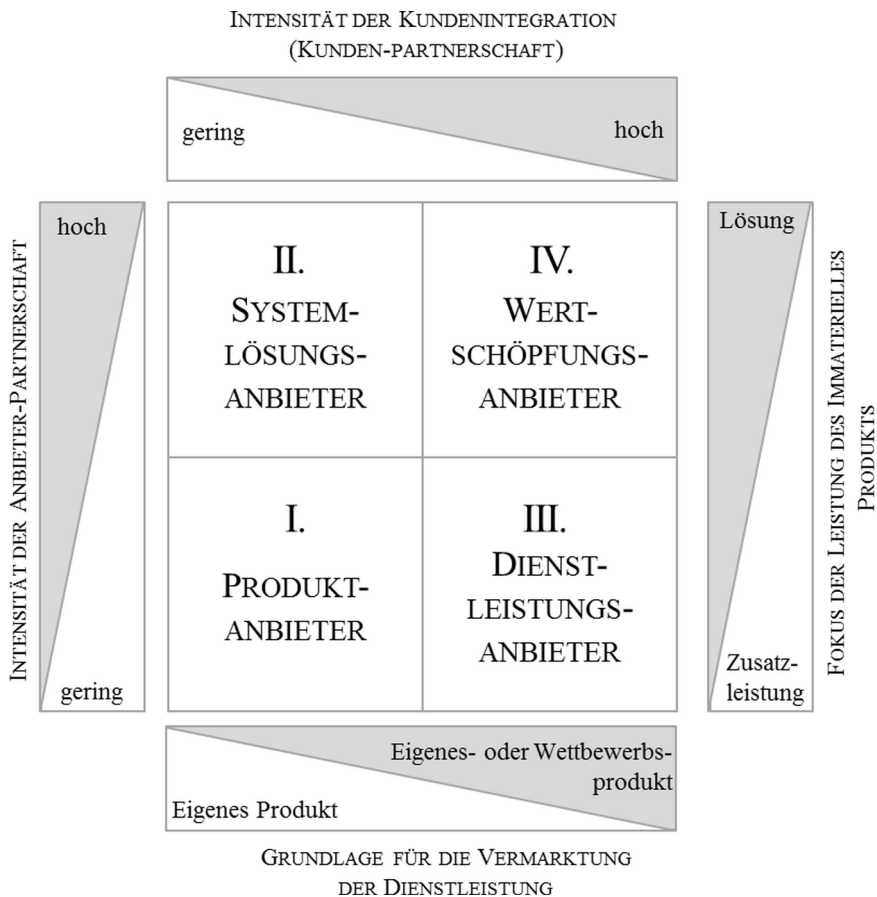 INTENSITÄT DER KUNDENINTEGRATION
(KUNDEN-PARTNERSCHAFT)
gering
hoch
INTENSITÄT DER ANBIETER-PARTNERSCHAFT
hoch
gering
II.
SYSTEM-
LÖSUNGS-
ANBIETER
IV.
WERT-
SCHÖPFUNGS-
ANBIETER
I.
PRODUKT-
ANBIETER
III.
DIENST-
LEISTUNGS-
ANBIETER
Lösung
Zusatz-
leistung
FOKUS DER LEISTUNG DES IMMATERIELLES
PRODUKTS
Eigenes- oder Wettbewerbs-
produkt
Eigenes Produkt
GRUNDLAGE FÜR DIE VERMARKTUNG
DER DIENSTLEISTUNG